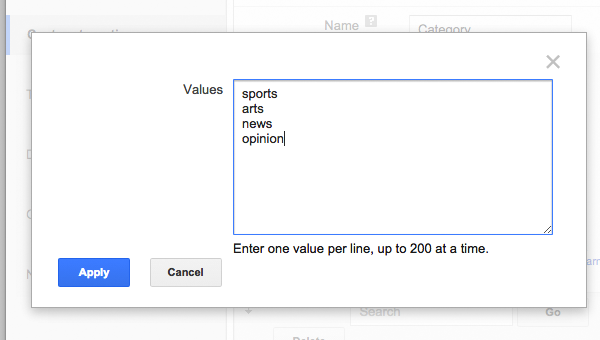 Name ?
Category
Values
sports
arts
news
opinion
Enter one value per line, up to 200 at a time.
Apply
Cancel
Search
Go
Delete